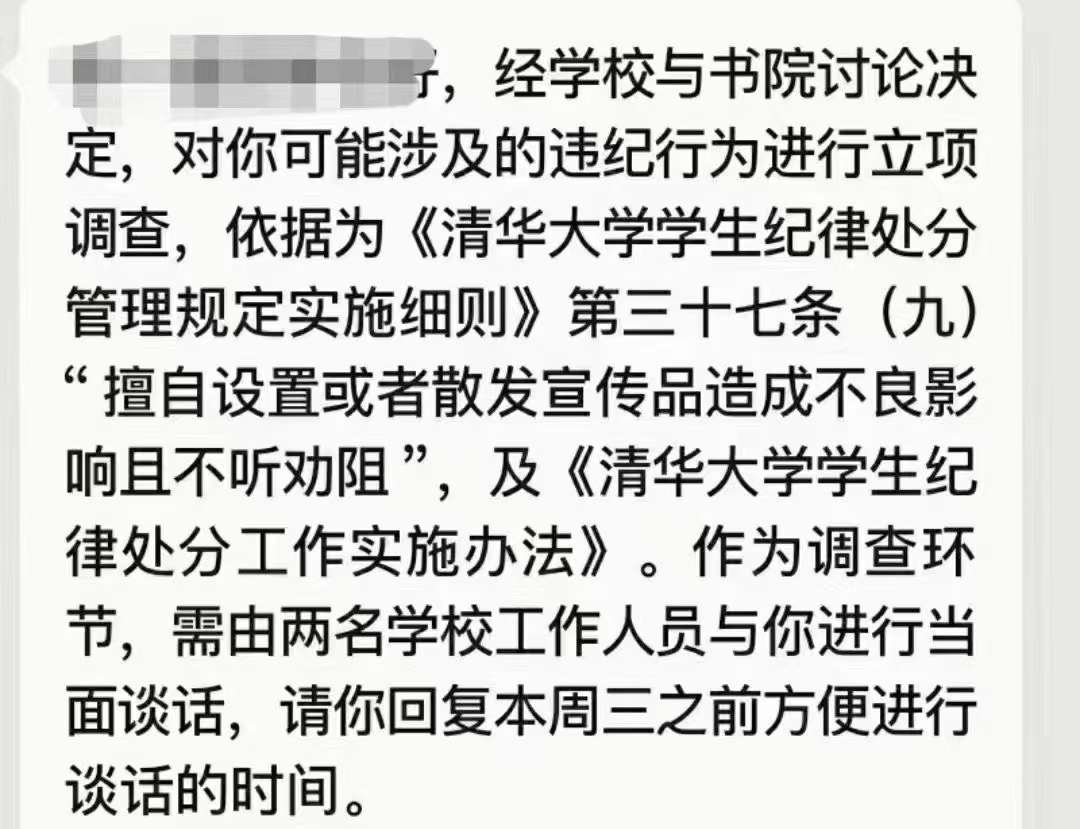 ，经学校与书院讨论决
定，对你可能涉及的违纪行为进行立项
调查，依据为《清华大学学生纪律处分
管理规定实施细则》第三十七条（九）
“擅自设置或者散发宣传品造成不良影
响且不听劝阻”，及《清华大学学生纪
律处分工作实施办法》。作为调查环
节，需由两名学校工作人员与你进行当
面谈话，请你回复本周三之前方便进行
谈话的时间。